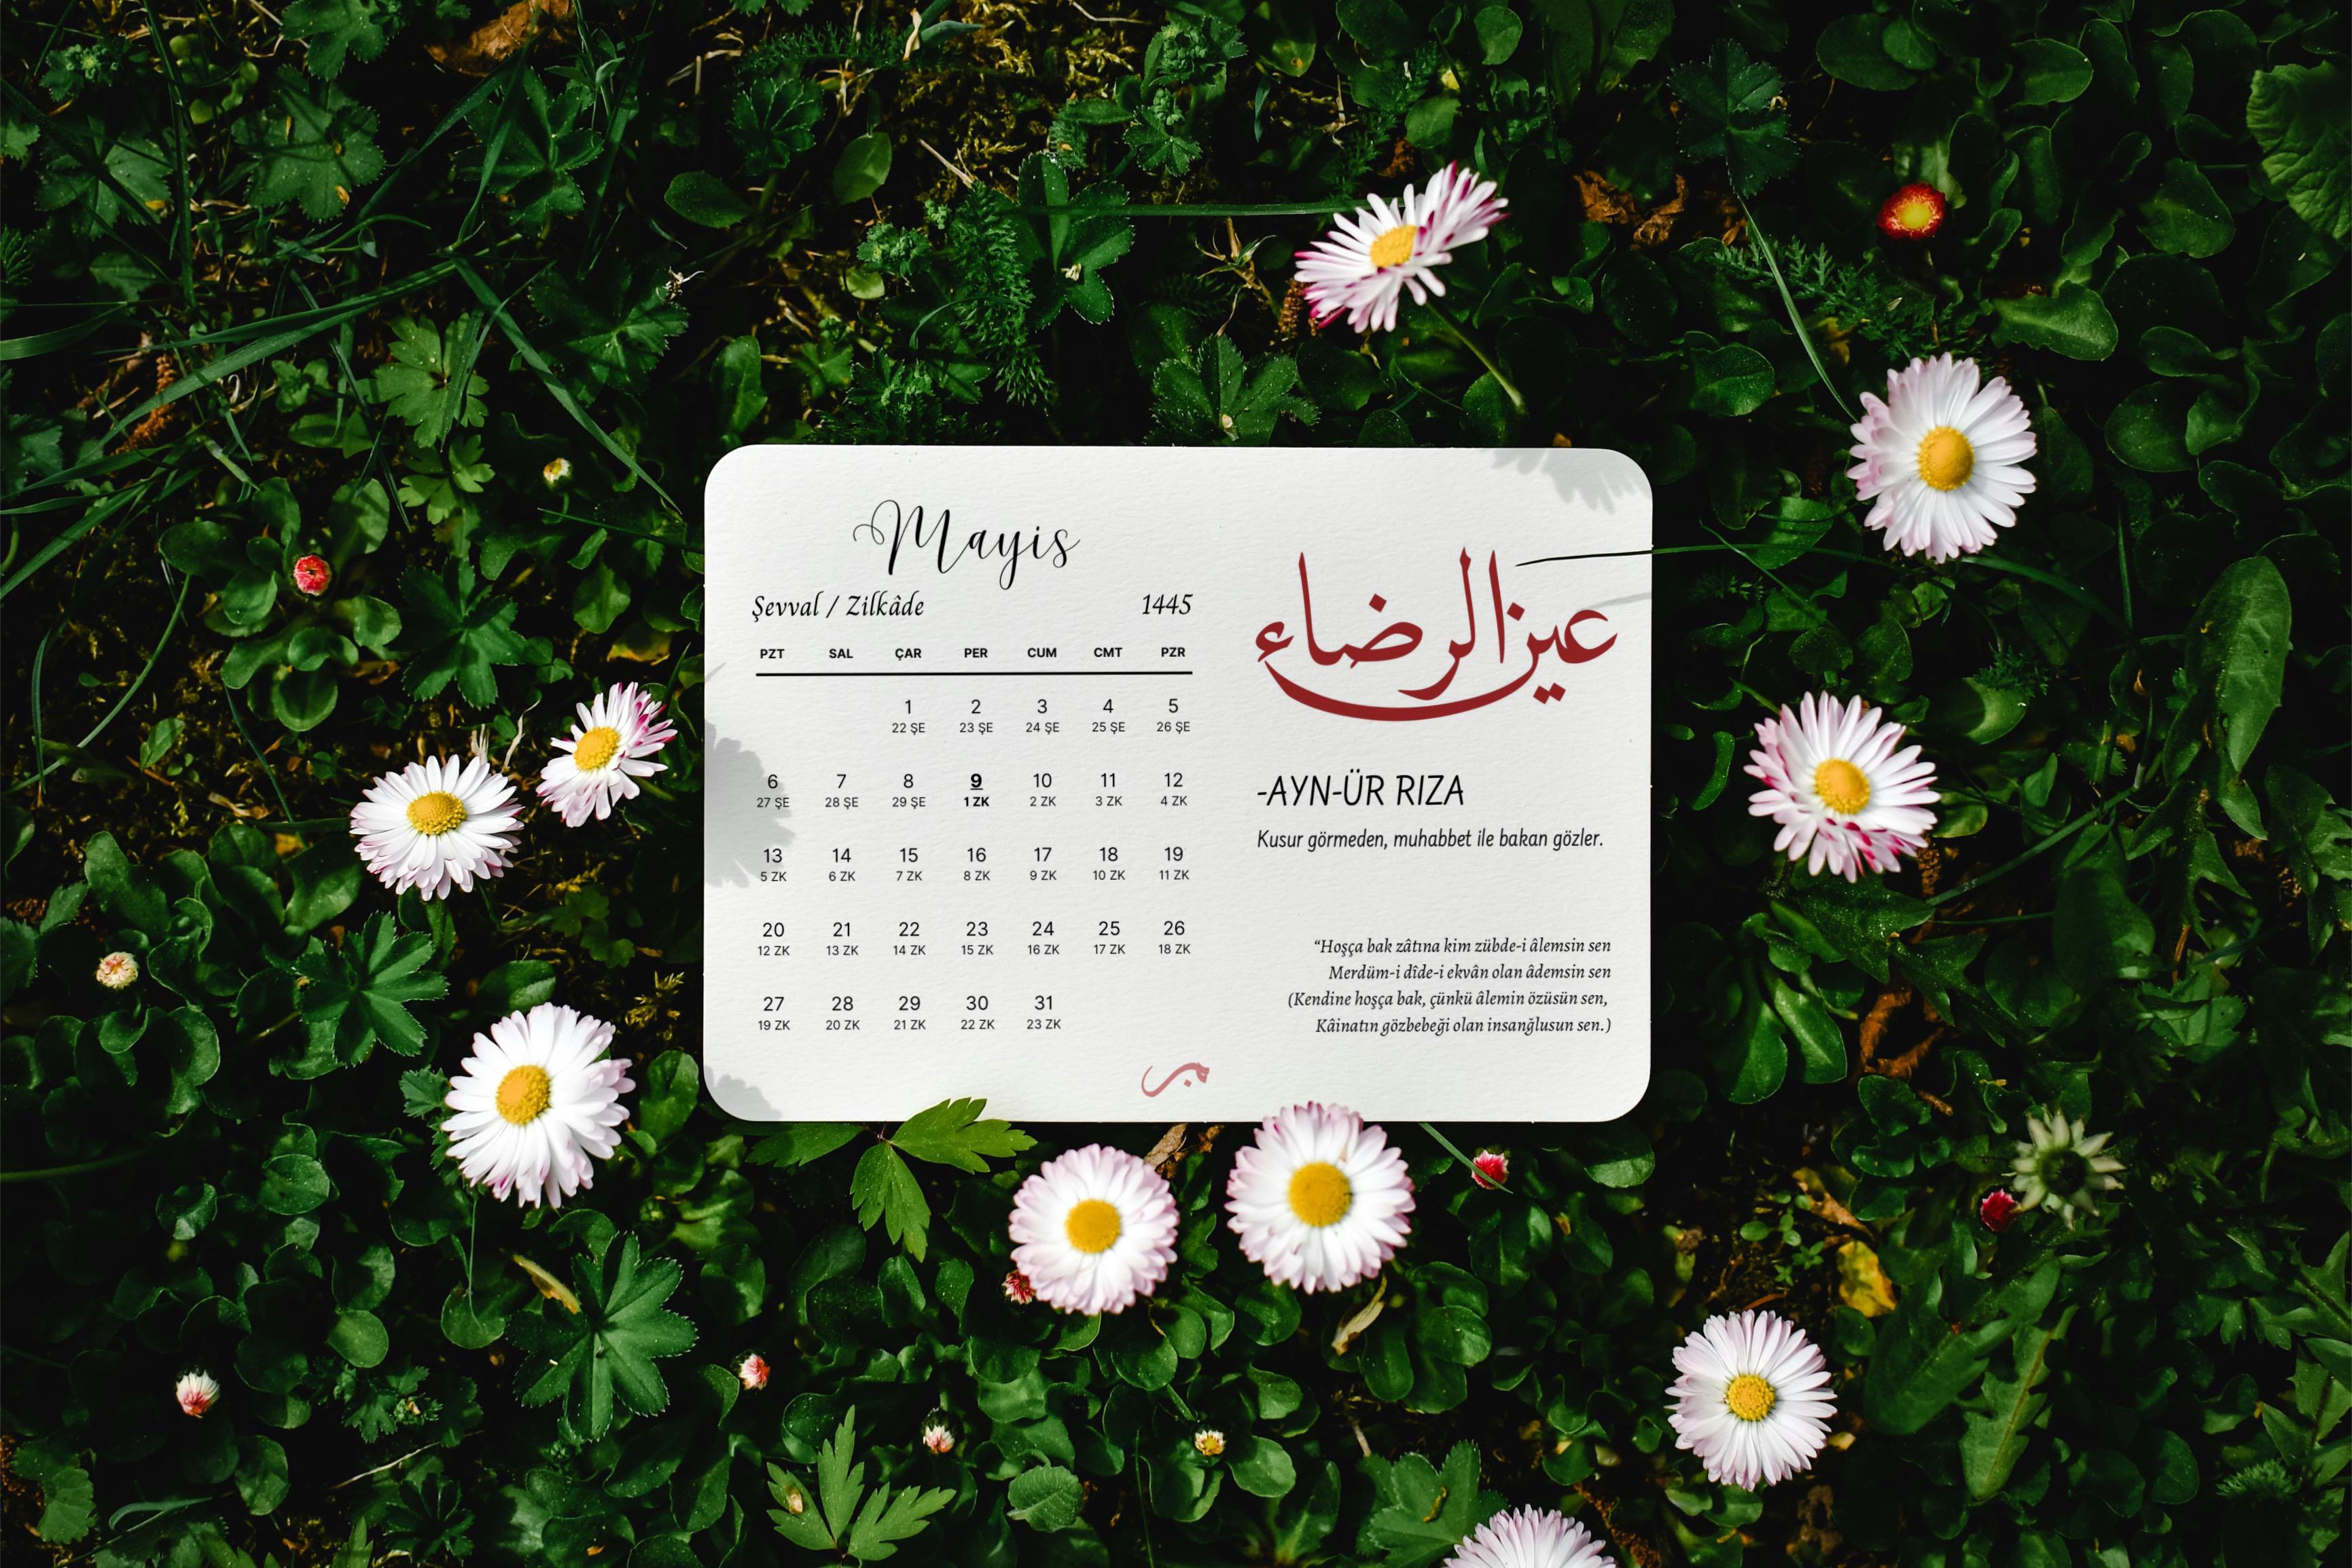 Mayis
Şevval / Zilkâde 1445
PZT SAL ÇAR PER CUM CMT PZR
1 2 3 4 5
22 ŞE 23 ŞE 24 ŞE 25 ŞE 26 ŞE
6 7 8 9 10 11 12
27 ŞE 28 ŞE 29 ŞE 1 ZK 2 ZK 3 ZK 4 ZK
13 14 15 16 17 18 19
5 ZK 6 ZK 7 ZK 8 ZK 9 ZK 10 ZK 11 ZK
20 21 22 23 24 25 26
12 ZK 13 ZK 14 ZK 15 ZK 16 ZK 17 ZK 18 ZK
27 28 29 30 31
19 ZK 20 ZK 21 ZK 22 ZK 23 ZK
عين الرضاء
-AYN-ÜR RIZA
Kusur görmeden, muhabbet ile bakan gözler.
“Hoşça bak zâtına kim zübde-i âlemsin sen
Merdüm-i dîde-i ekvân olan âdemsin sen
(Kendine hoşça bak, çünkü âlemin özüsün sen,
Kâinatın gözbebeği olan insanğlusun sen.)